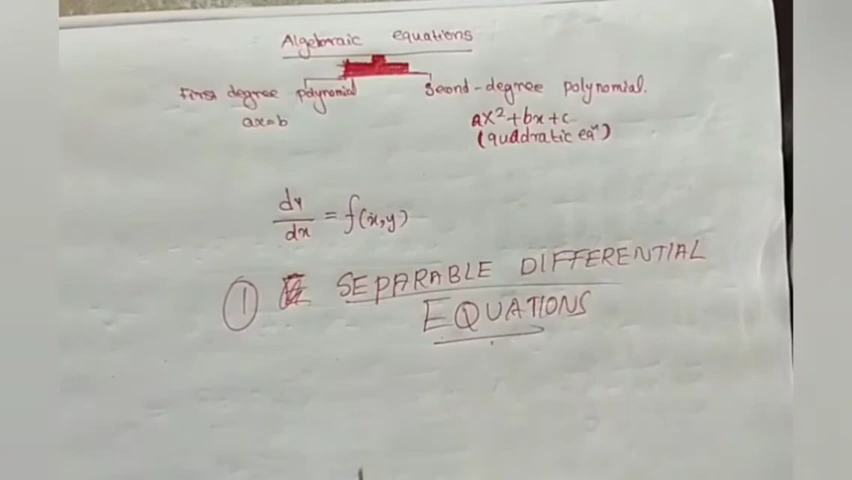 Algebraic equations
First degree polynomial
Second-degree polynomial.
ax=b
ax²+bx+c
(quadratic eqⁿ)
dy/dx = f(x,y)
① SEPARABLE DIFFERENTIAL
EQUATIONS